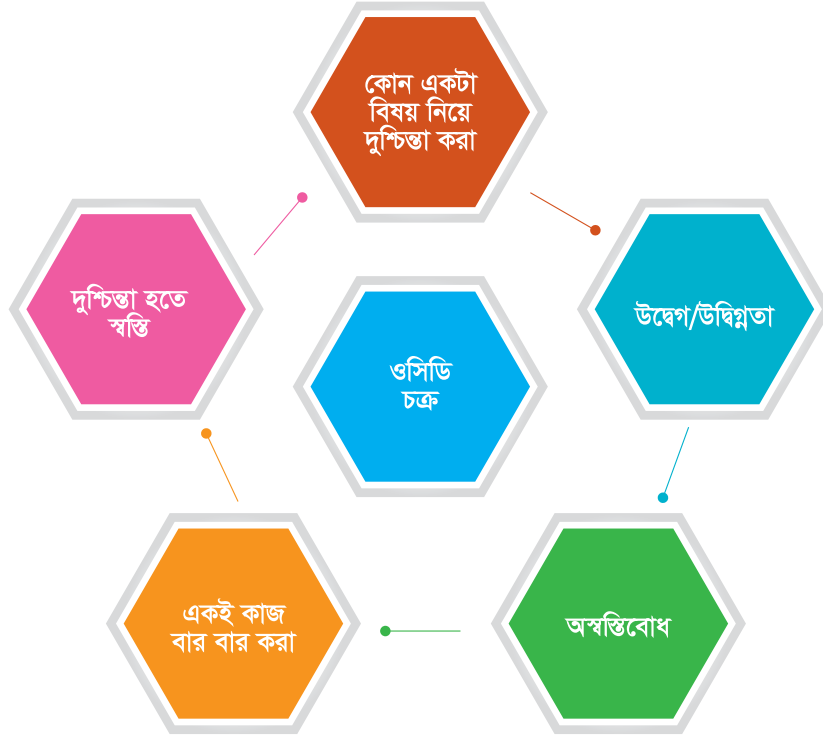 কোন একটা
বিষয় নিয়ে
দুশ্চিন্তা করা
দুশ্চিন্তা হতে
স্বস্তি
উদ্বেগ/উদ্বিগ্নতা
ওসিডি
চক্র
একই কাজ
বার বার করা
অস্বস্তিবোধ